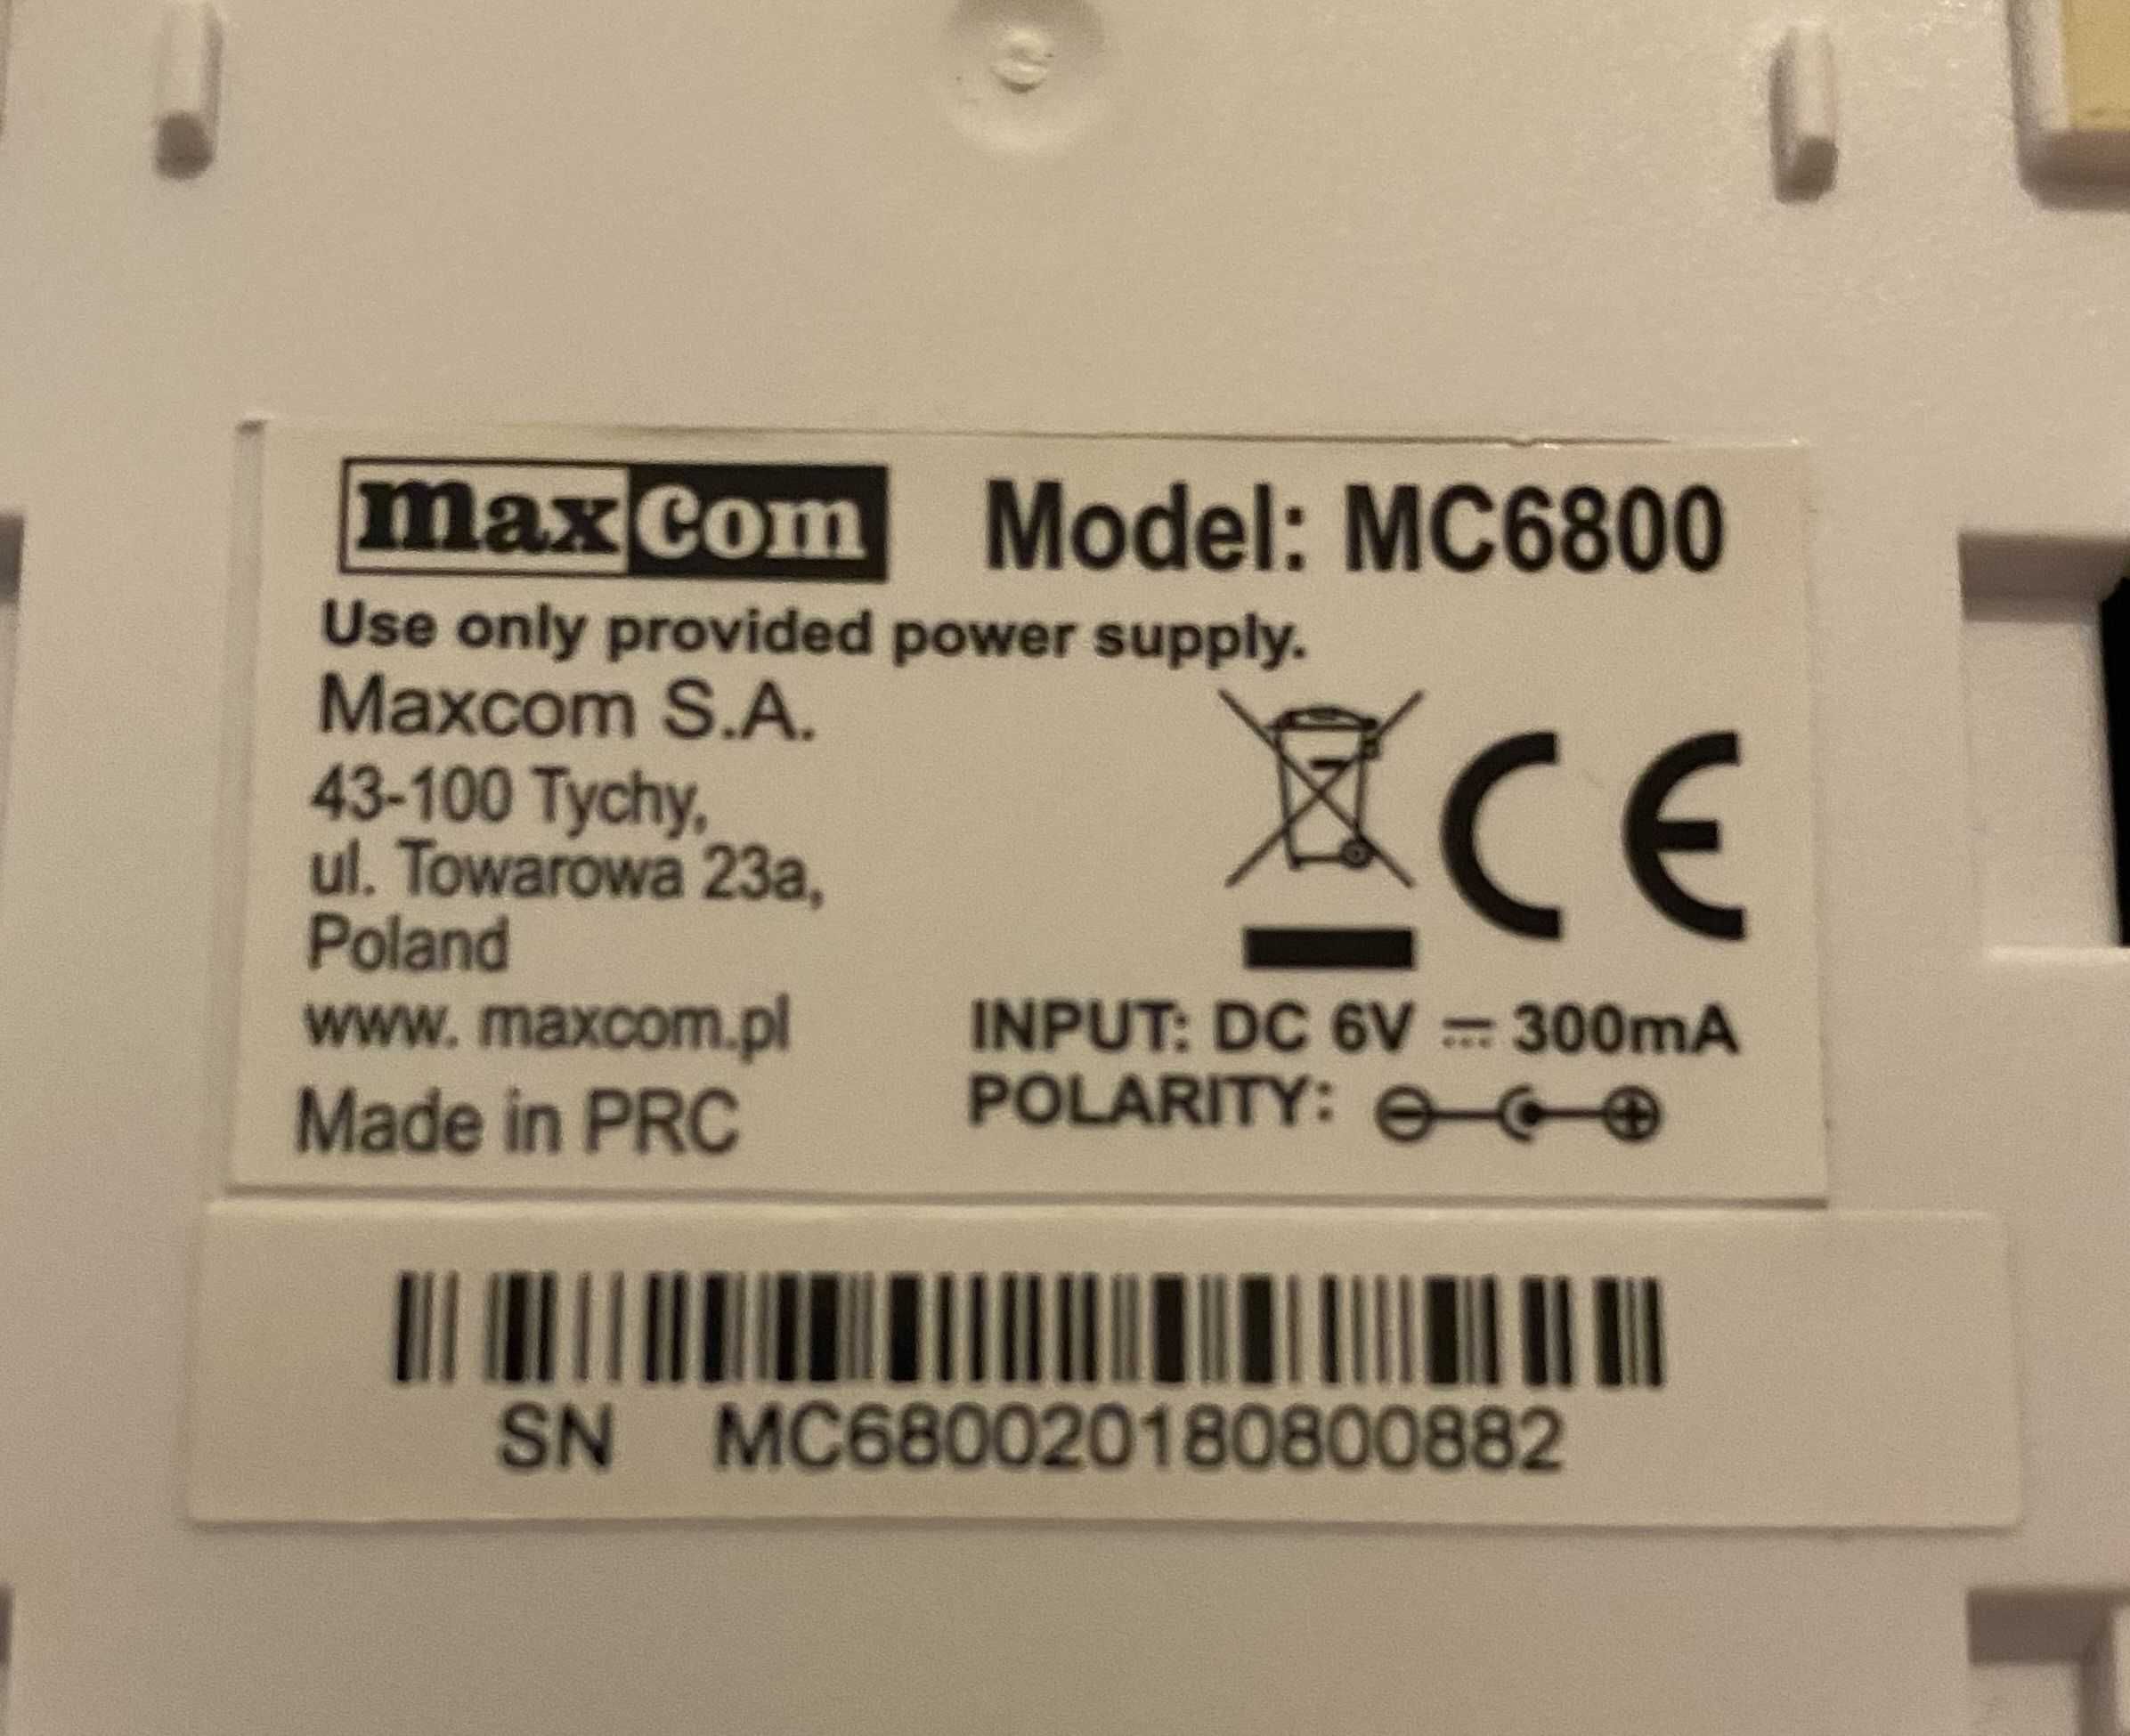 maxcom Model: MC6800
Use only provided power supply.
Maxcom S.A.
43-100 Tychy,
ul. Towarowa 23a,
Poland
www. maxcom.pl
Made in PRC
CE
INPUT: DC 6V ⎓ 300mA
POLARITY:
SN MC680020180800882